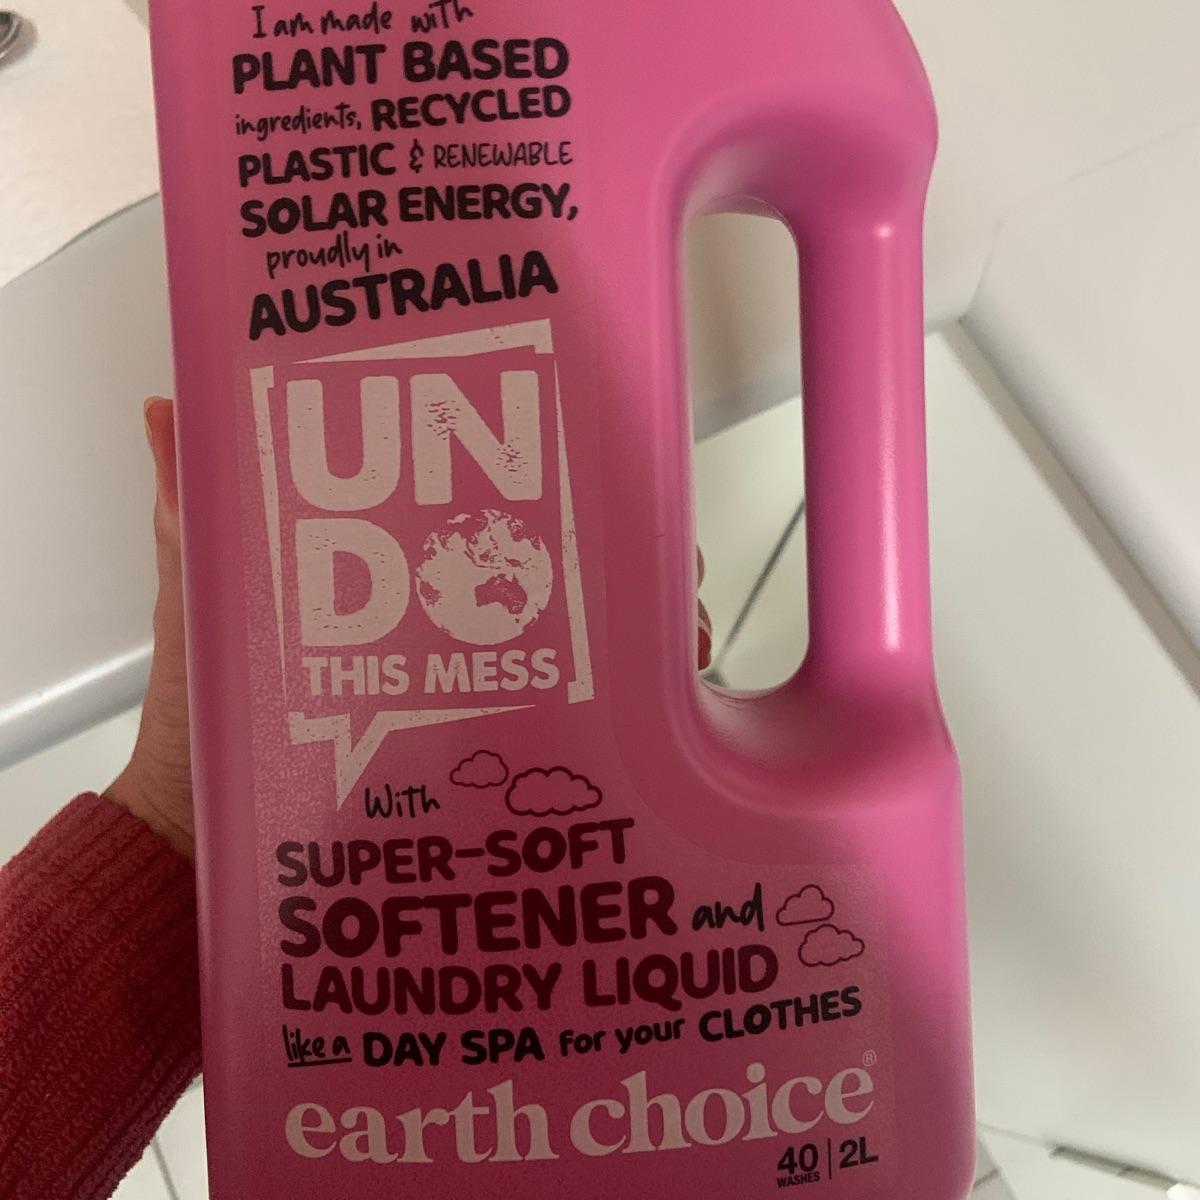 I am made with
PLANT BASED
ingredients, RECYCLED
PLASTIC & RENEWABLE
SOLAR ENERGY,
proudly in
AUSTRALIA
UN
DO
THIS MESS
With
SUPER-SOFT
SOFTENER and
LAUNDRY LIQUID
like a DAY SPA for your CLOTHES
earth choice®
40 | 2L
WASHES